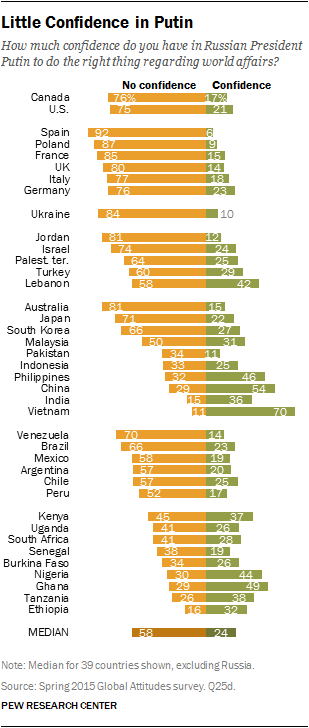 Little Confidence in Putin
How much confidence do you have in Russian President
Putin to do the right thing regarding world affairs?
No confidence Confidence
Canada 76% 17%
U.S. 75 21
Spain 92 6
Poland 87 9
France 85 15
UK 80 14
Italy 77 18
Germany 76 23
Ukraine 84 10
Jordan 81 12
Israel 74 24
Palest. ter. 64 25
Turkey 60 29
Lebanon 58 42
Australia 81 15
Japan 71 22
South Korea 66 27
Malaysia 50 31
Pakistan 34 11
Indonesia 33 25
Philippines 32 46
China 29 54
India 15 36
Vietnam 11 70
Venezuela 70 14
Brazil 66 23
Mexico 58 19
Argentina 57 20
Chile 57 25
Peru 52 17
Kenya 45 37
Uganda 41 26
South Africa 41 28
Senegal 38 19
Burkina Faso 34 26
Nigeria 30 44
Ghana 29 49
Tanzania 26 38
Ethiopia 16 32
MEDIAN 58 24
Note: Median for 39 countries shown, excluding Russia.
Source: Spring 2015 Global Attitudes survey. Q25d.
PEW RESEARCH CENTER